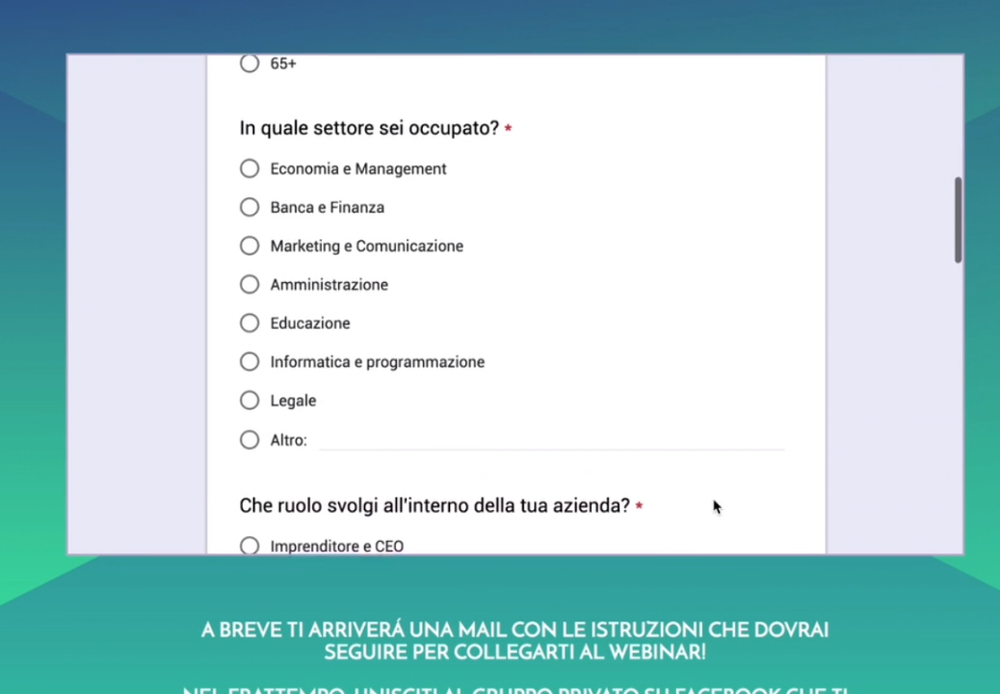 65+
In quale settore sei occupato? *
Economia e Management
Banca e Finanza
Marketing e Comunicazione
Amministrazione
Educazione
Informatica e programmazione
Legale
Altro:
Che ruolo svolgi all'interno della tua azienda? *
Imprenditore e CEO
A BREVE TI ARRIVERÁ UNA MAIL CON LE ISTRUZIONI CHE DOVRAI
SEGUIRE PER COLLEGARTI AL WEBINAR!
NEL FRATTEMPO, UNISCITI AL GRUPPO PRIVATO SU FACEBOOK CHE TI